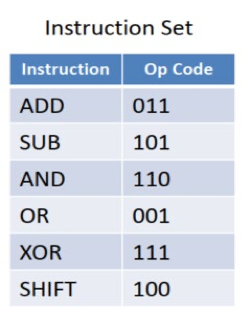 Instruction Set
Instruction Op Code
ADD 011
SUB 101
AND 110
OR 001
XOR 111
SHIFT 100